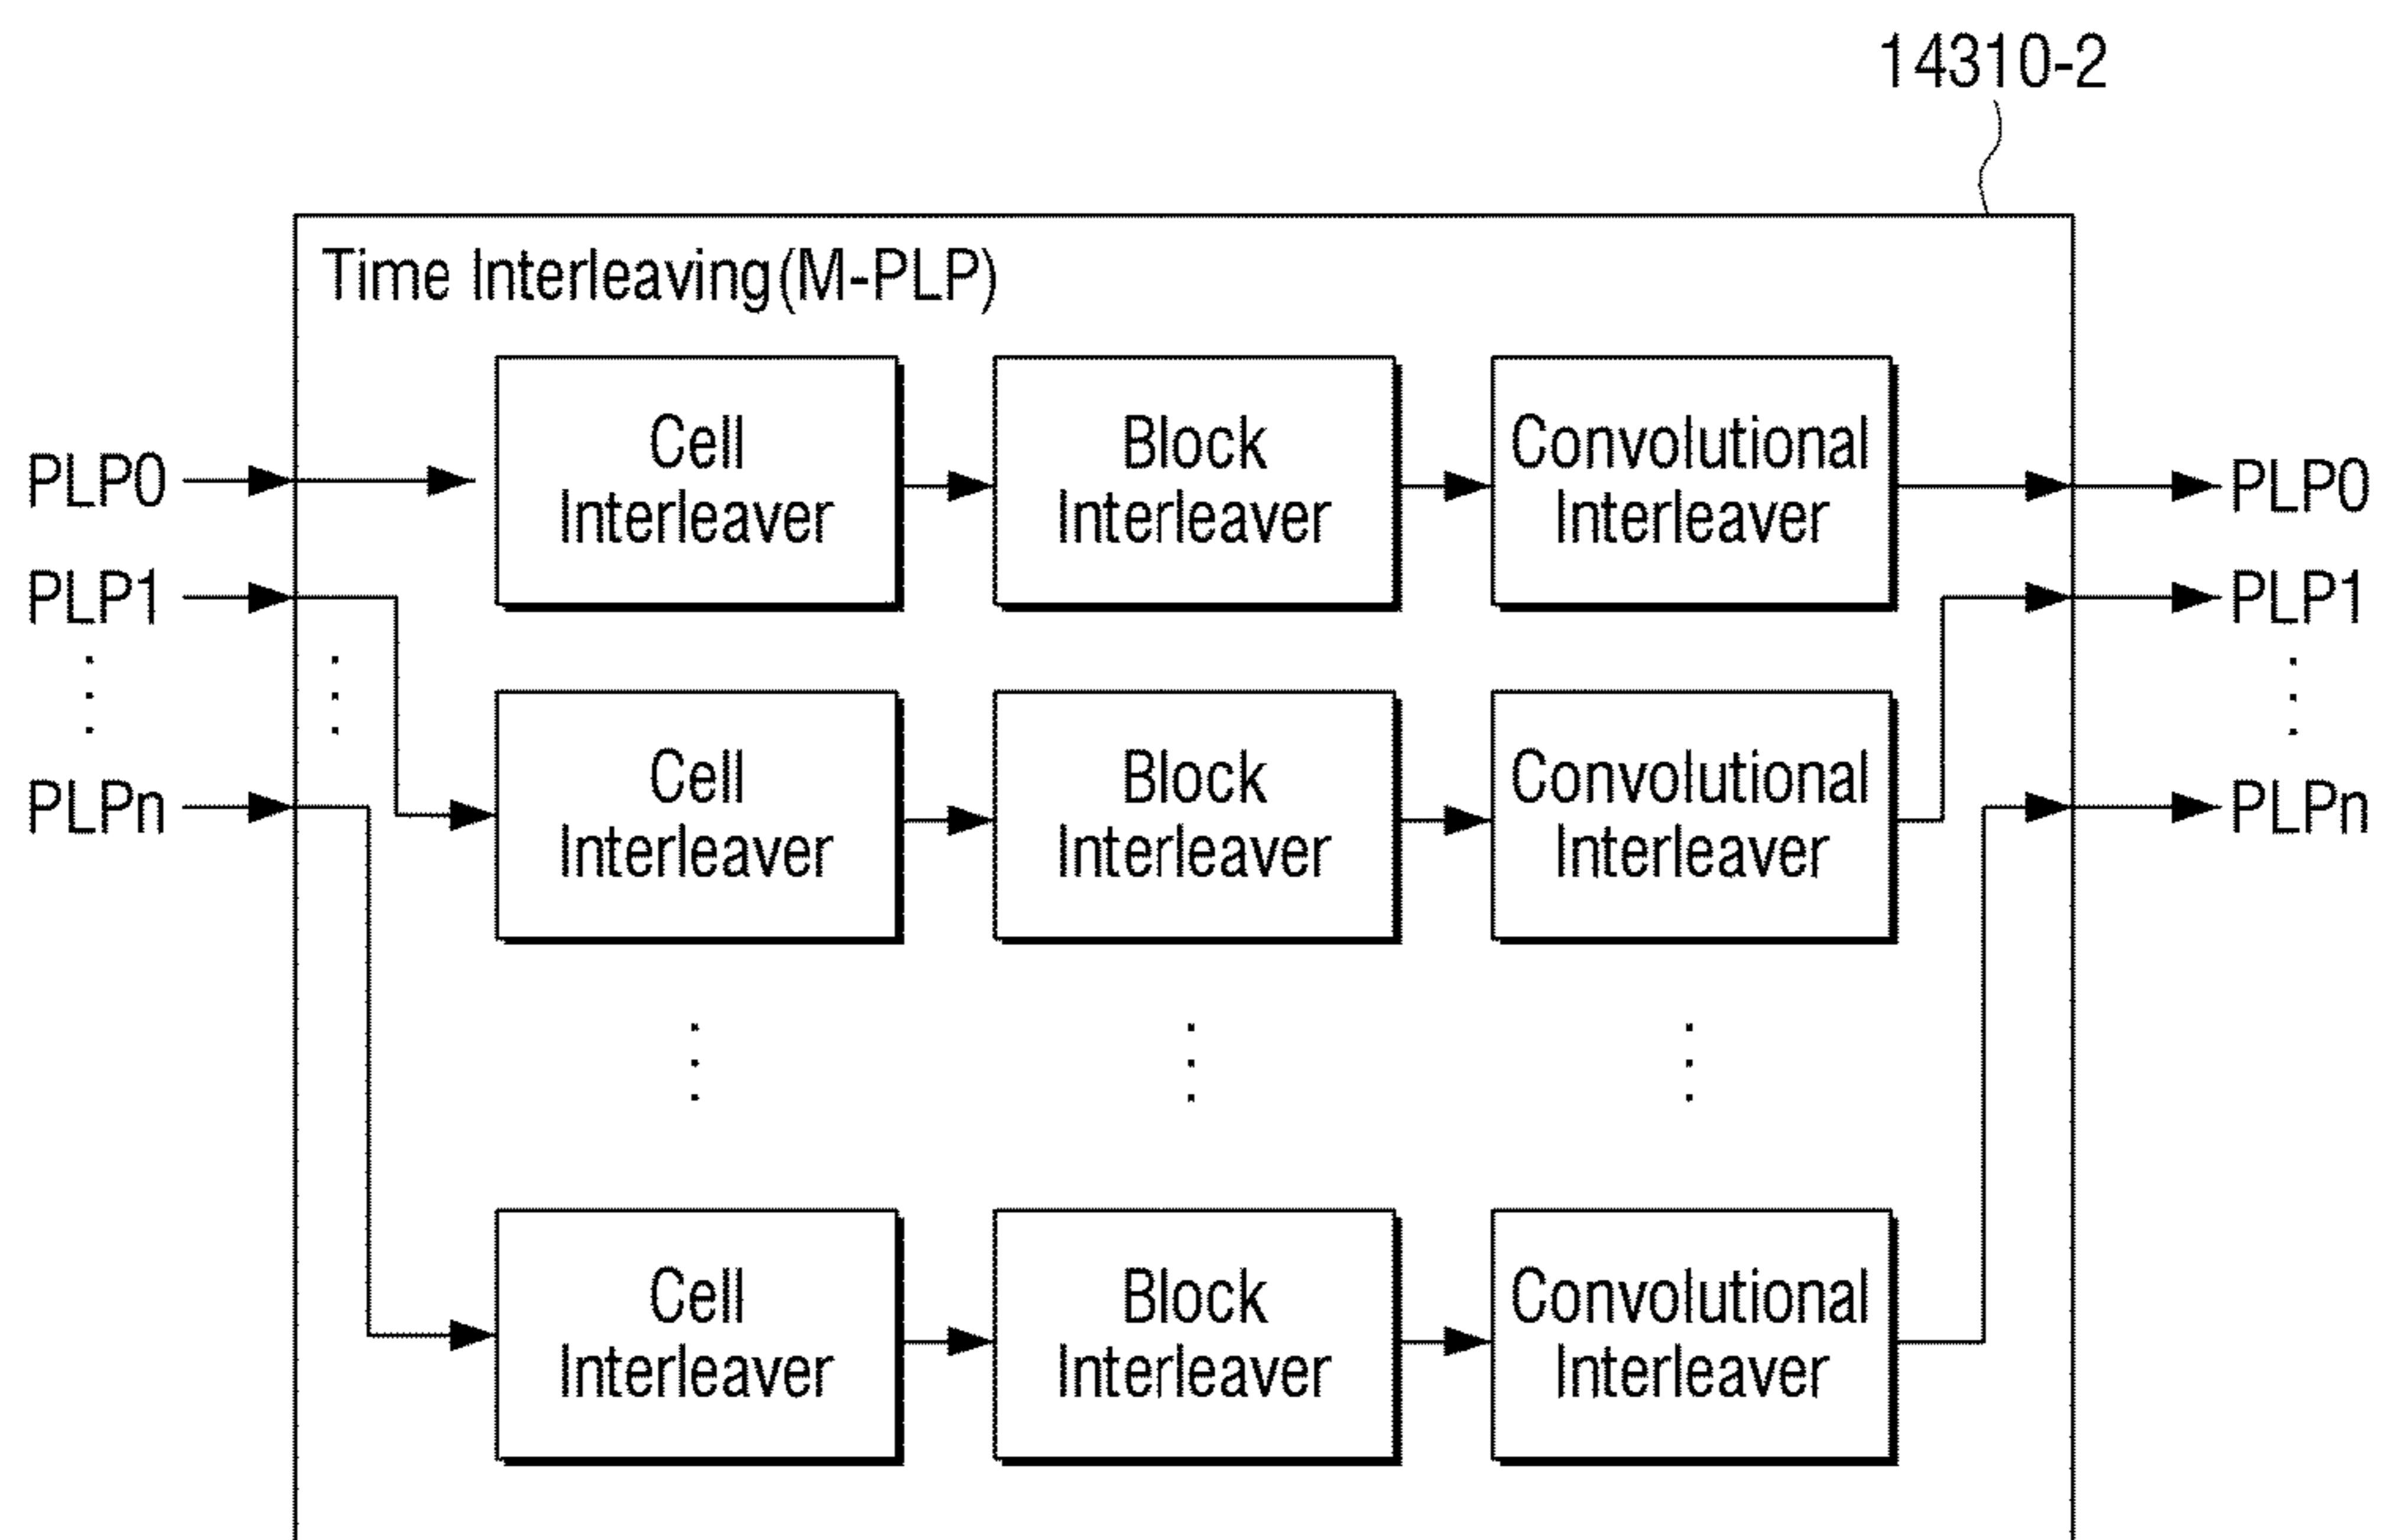 14310-2
Time Interleaving(M-PLP)
PLP0
Cell
Interleaver
Block
Interleaver
Convolutional
Interleaver
PLP0
PLP1
Cell
Interleaver
Block
Interleaver
Convolutional
Interleaver
PLP1
PLPn
Cell
Interleaver
Block
Interleaver
Convolutional
Interleaver
PLPn